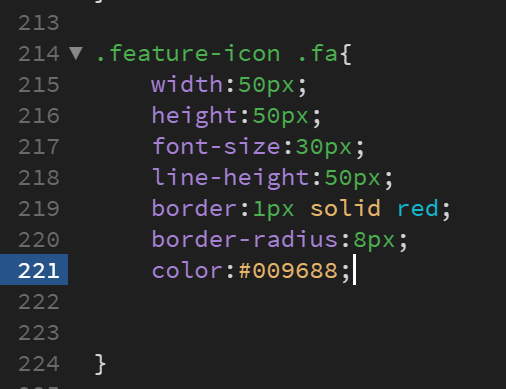 213
214 ▼ .feature-icon .fa{
215 width:50px;
216 height:50px;
217 font-size:30px;
218 line-height:50px;
219 border:1px solid red;
220 border-radius:8px;
221 color:#009688;
222
223
224 }